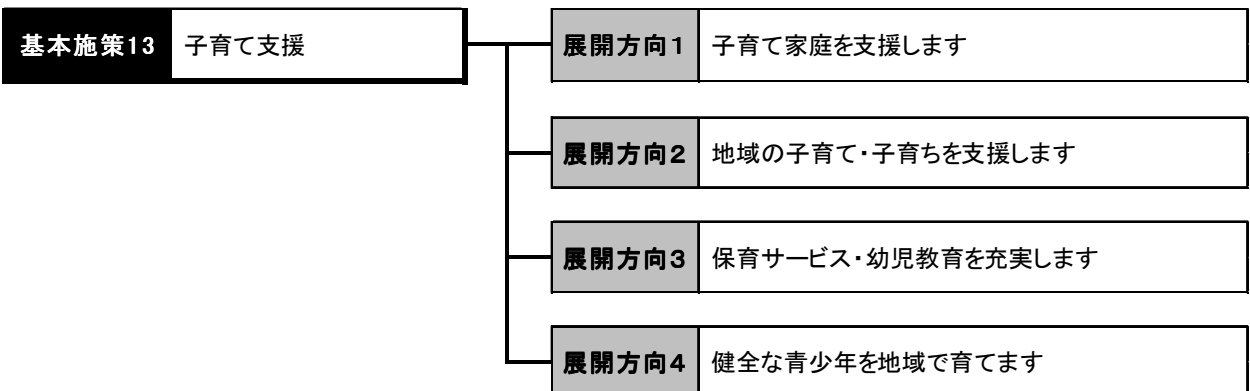 基本施策13 子育て支援
展開方向1 子育て家庭を支援します
展開方向2 地域の子育て・子育ちを支援します
展開方向3 保育サービス・幼児教育を充実します
展開方向4 健全な青少年を地域で育てます